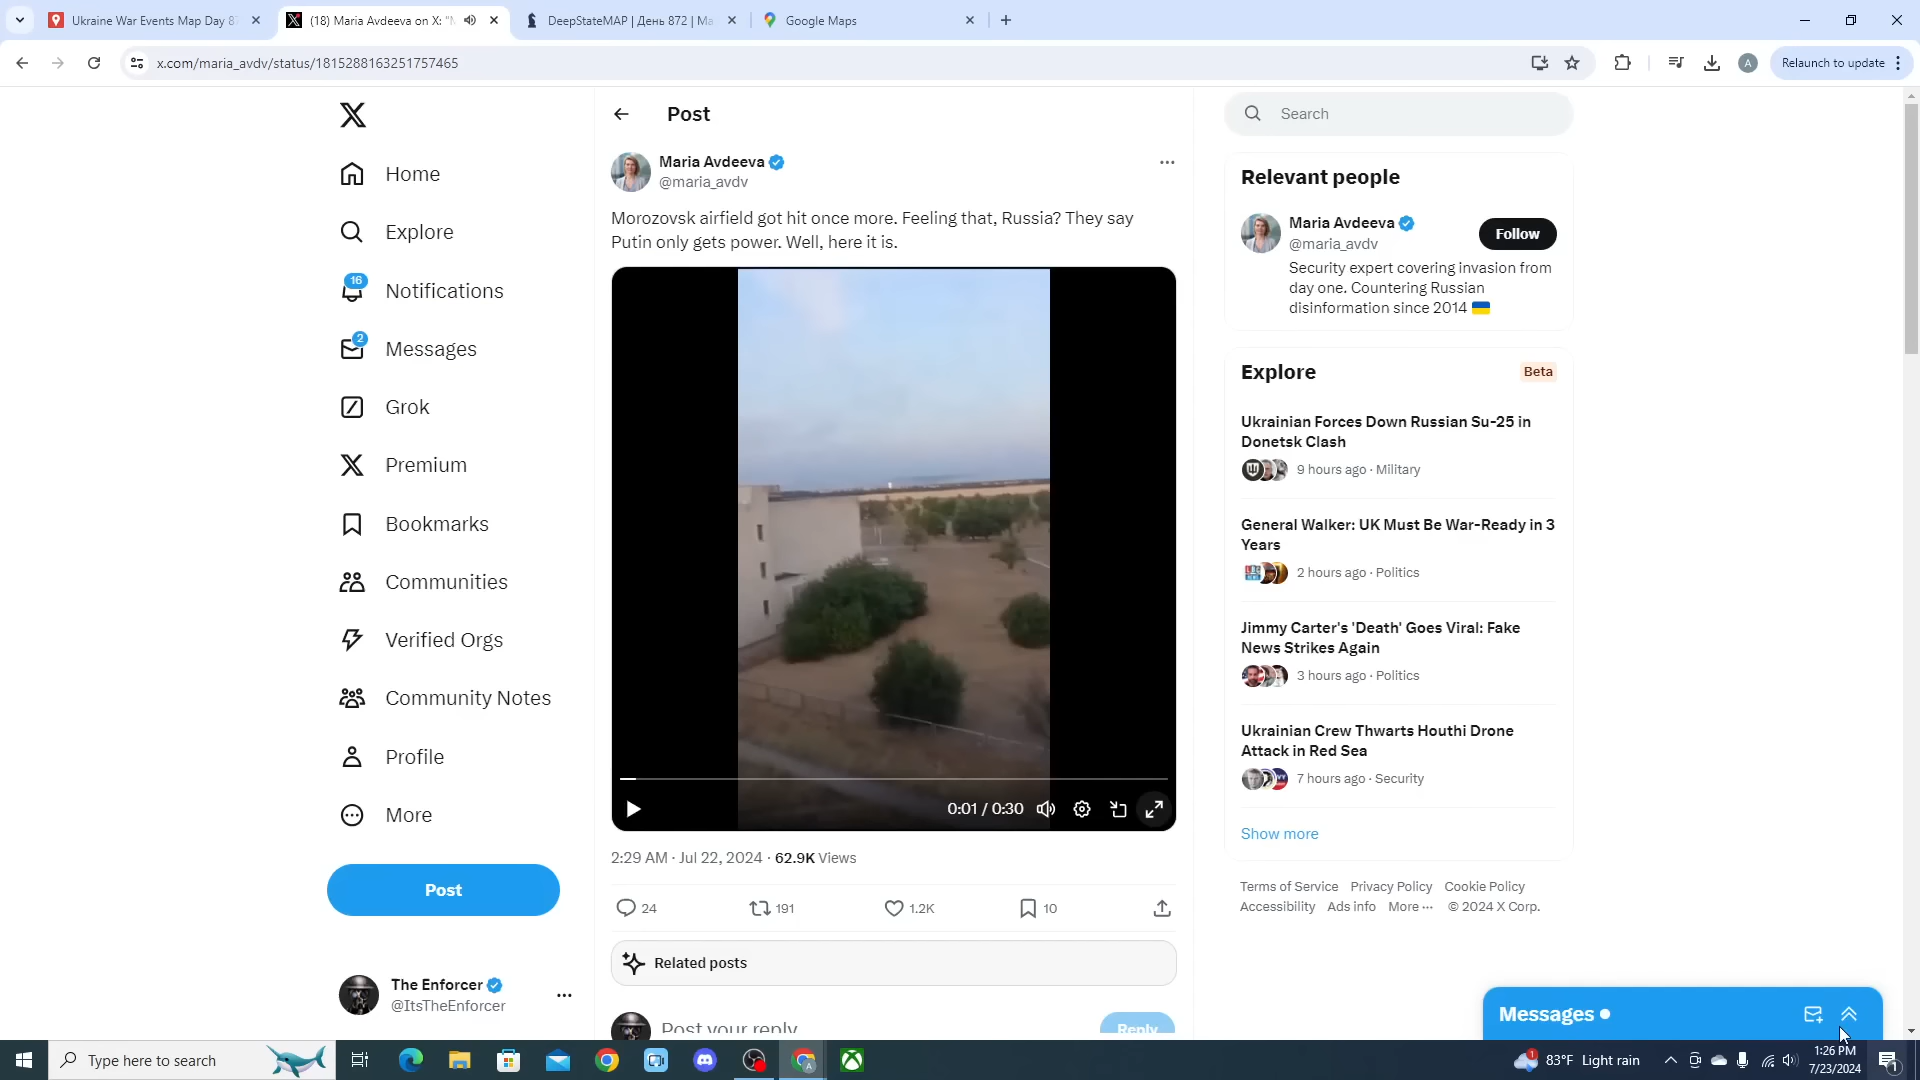 Ukraine War Events Map Day 8
(18) Maria Avdeeva on X: "M
DeepStateMAP | День 872 | Ма
Google Maps
x.com/maria_avdv/status/1815288163251757465
A
Relaunch to update
Home
Explore
16
Notifications
2
Messages
Grok
Premium
Bookmarks
Communities
Verified Orgs
Community Notes
Profile
More
Post
The Enforcer
@ItsTheEnforcer
Post
Maria Avdeeva
@maria_avdv
Morozovsk airfield got hit once more. Feeling that, Russia? They say
Putin only gets power. Well, here it is.
0:01 / 0:30
2:29 AM · Jul 22, 2024 · 62.9K Views
24
191
1.2K
10
Related posts
Post your reply
Reply
Search
Relevant people
Maria Avdeeva
@maria_avdv
Follow
Security expert covering invasion from
day one. Countering Russian
disinformation since 2014
Explore
Beta
Ukrainian Forces Down Russian Su-25 in
Donetsk Clash
9 hours ago · Military
General Walker: UK Must Be War-Ready in 3
Years
2 hours ago · Politics
Jimmy Carter's 'Death' Goes Viral: Fake
News Strikes Again
3 hours ago · Politics
Ukrainian Crew Thwarts Houthi Drone
Attack in Red Sea
7 hours ago · Security
Show more
Terms of Service Privacy Policy Cookie Policy
Accessibility Ads info More ··· © 2024 X Corp.
Messages
Type here to search
1
83°F Light rain
1:26 PM
7/23/2024
1